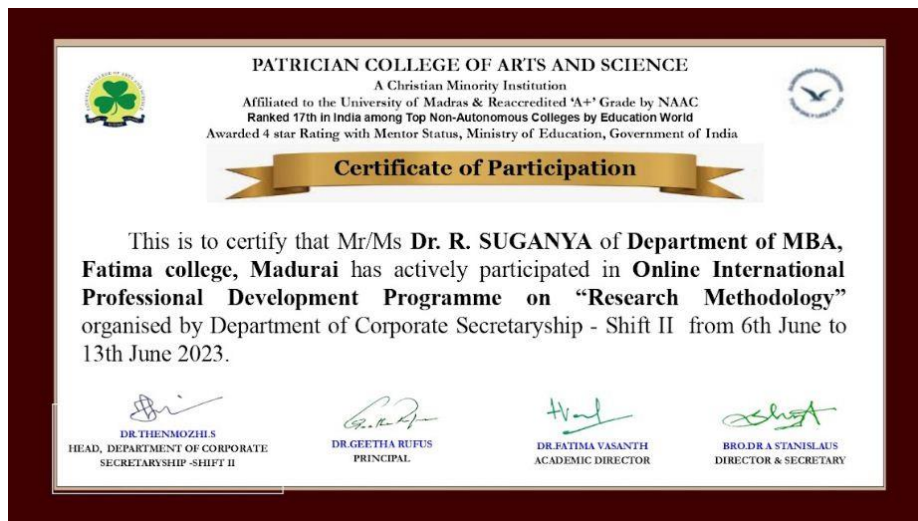 PATRICIAN COLLEGE OF ARTS AND SCIENCE
A Christian Minority Institution
Affiliated to the University of Madras & Reaccredited ‘A+’ Grade by NAAC
Ranked 17th in India among Top Non-Autonomous Colleges by Education World
Awarded 4 star Rating with Mentor Status, Ministry of Education, Government of India
Certificate of Participation
This is to certify that Mr/Ms Dr. R. SUGANYA of Department of MBA,
Fatima college, Madurai has actively participated in Online International
Professional Development Programme on “Research Methodology”
organised by Department of Corporate Secretaryship - Shift II from 6th June to
13th June 2023.
DR.THENMOZHI.S
HEAD, DEPARTMENT OF CORPORATE
SECRETARYSHIP -SHIFT II
DR.GEETHA RUFUS
PRINCIPAL
DR.FATIMA VASANTH
ACADEMIC DIRECTOR
BRO.DR.A STANISLAUS
DIRECTOR & SECRETARY